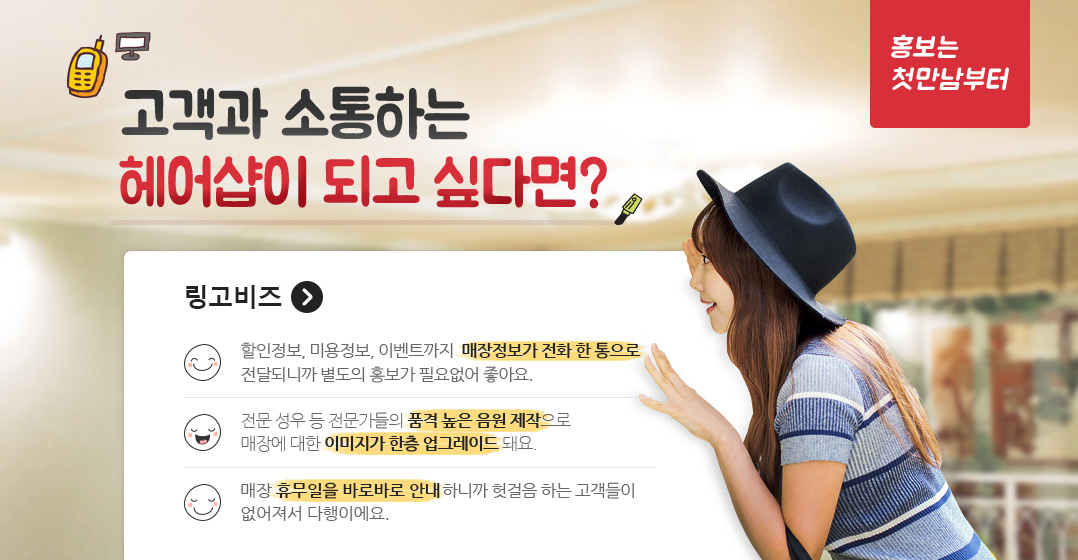 홍보는
첫만남부터
고객과 소통하는
헤어샵이 되고 싶다면?
링고비즈
할인정보, 미용정보, 이벤트까지 매장정보가 전화 한 통으로
전달되니까 별도의 홍보가 필요없어 좋아요.
전문 성우 등 전문가들의 품격 높은 음원 제작으로
매장에 대한 이미지가 한층 업그레이드 돼요.
매장 휴무일을 바로바로 안내하니까 헛걸음 하는 고객들이
없어져서 다행이에요.